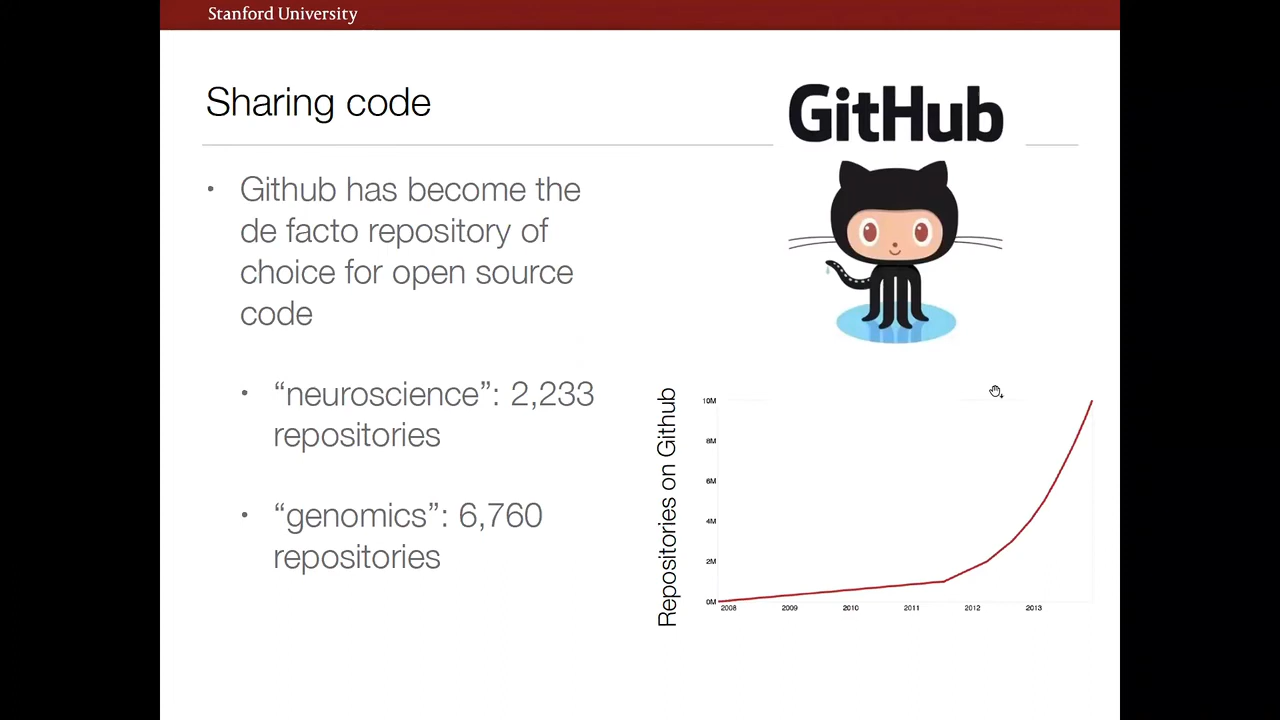 Stanford University
Sharing code
GitHub
• Github has become the
de facto repository of
choice for open source
code
• “neuroscience”: 2,233
repositories
• “genomics”: 6,760
repositories
Repositories on Github
10M
8M
6M
4M
2M
0M
2008 2009 2010 2011 2012 2013